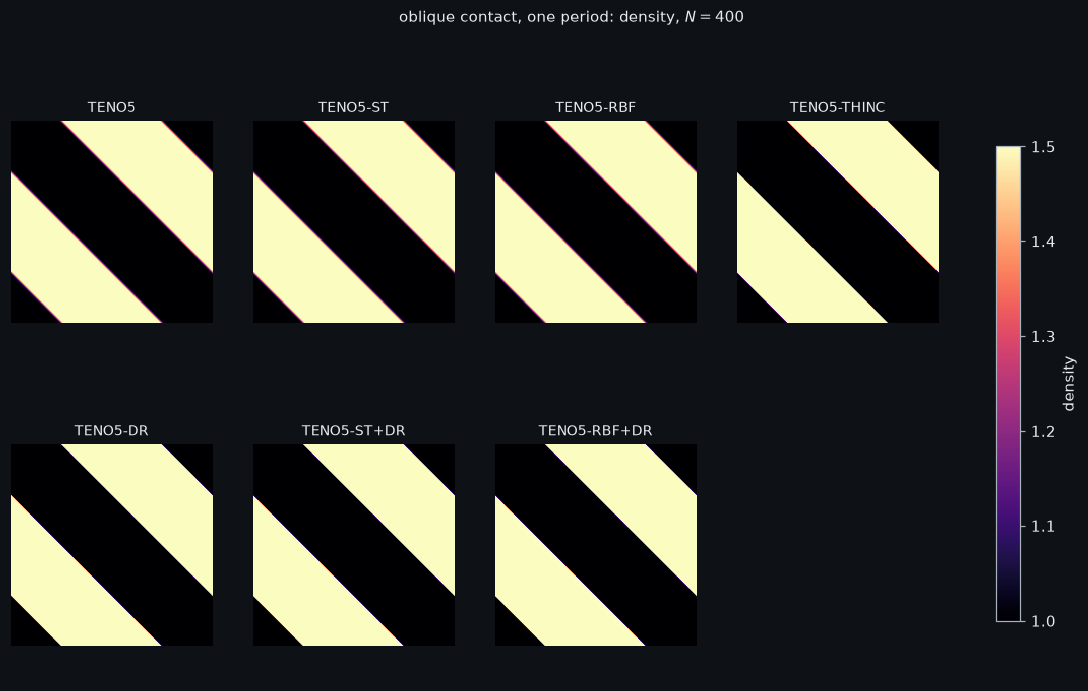 oblique contact, one period: density, N = 400
TENO5
TENO5-ST
TENO5-RBF
TENO5-THINC
TENO5-DR
TENO5-ST+DR
TENO5-RBF+DR
1.5
1.4
1.3
1.2
1.1
1.0
density